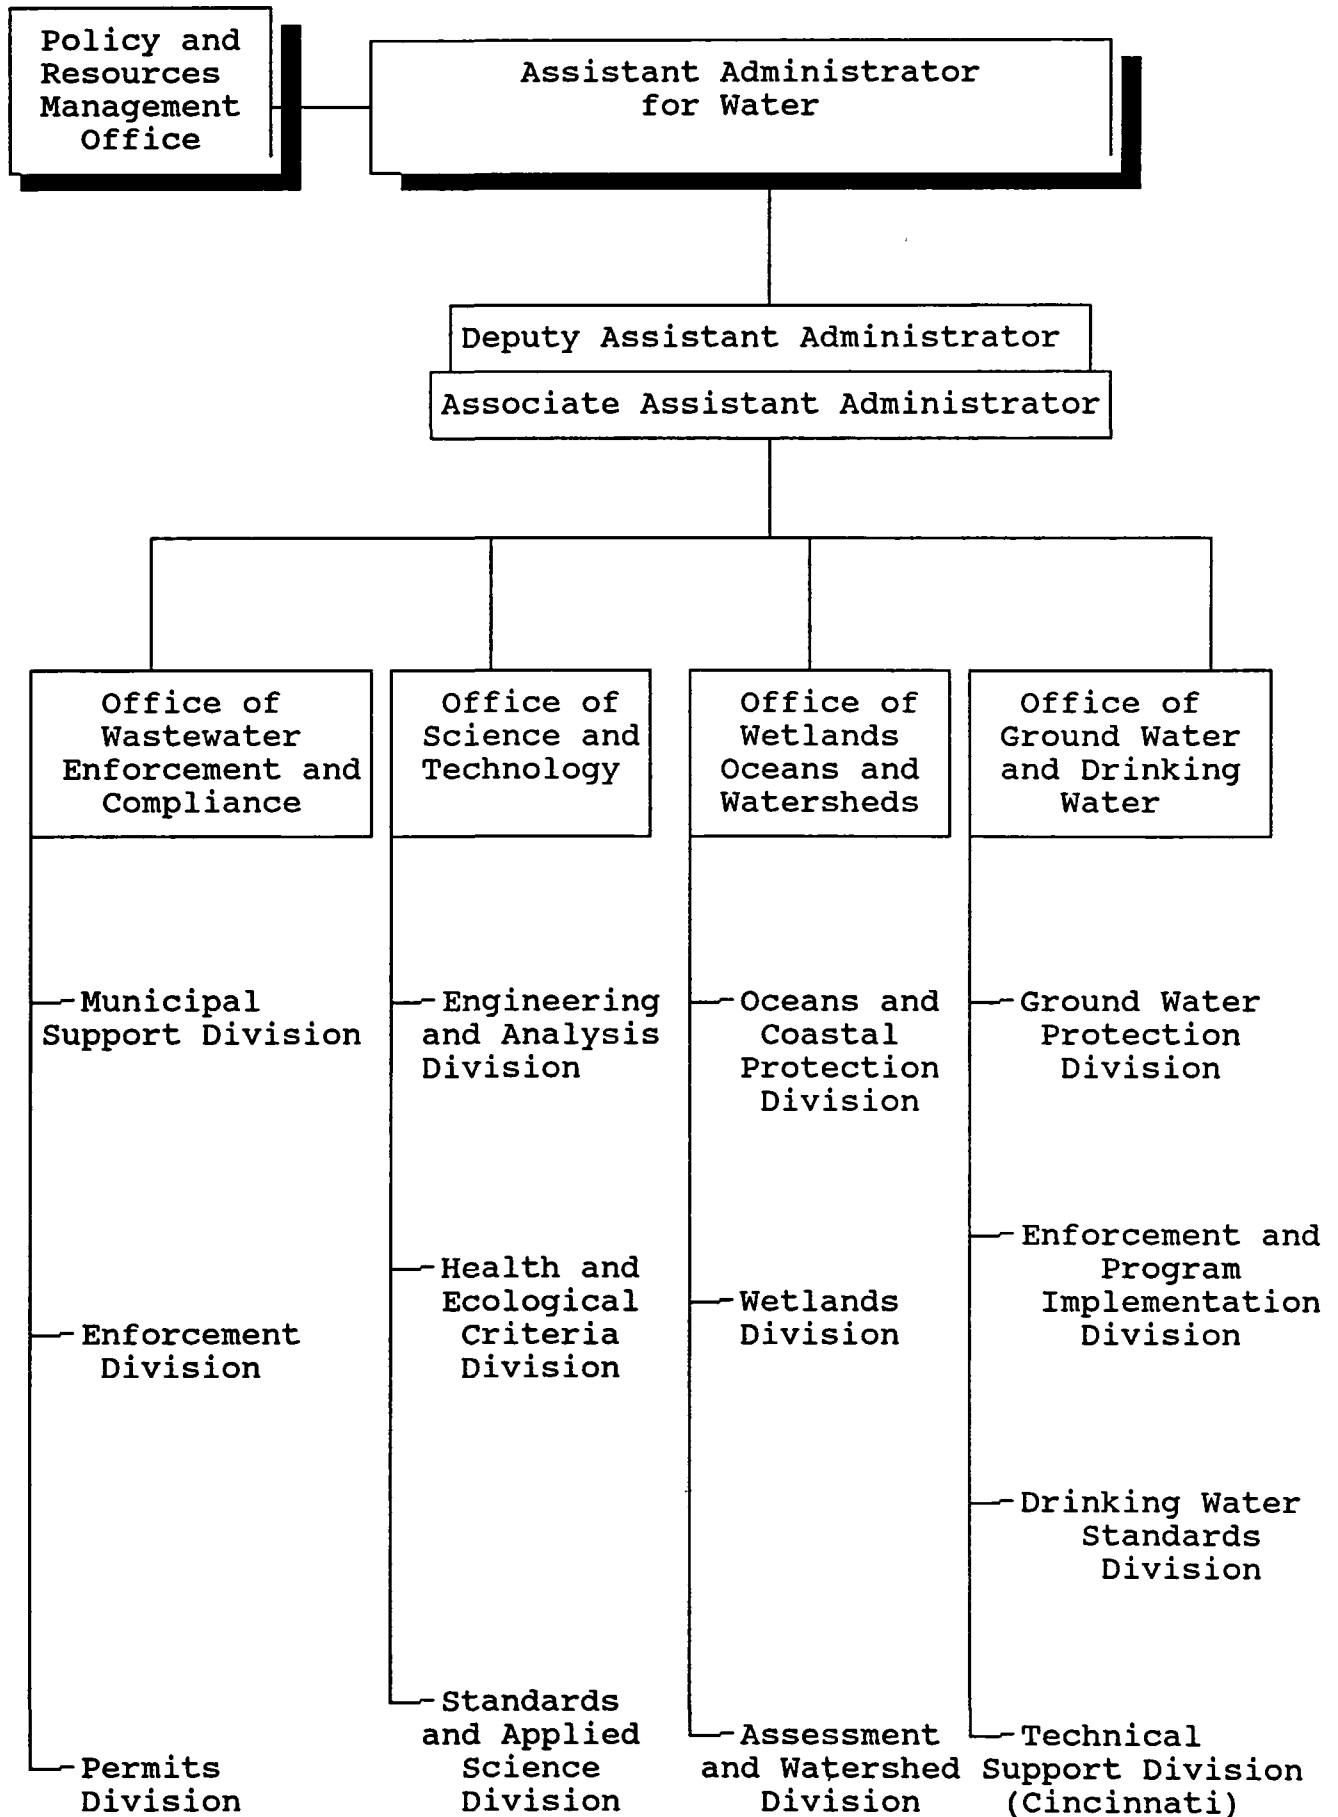 Policy and
Resources
Management
Office
Assistant Administrator
for Water
Deputy Assistant Administrator
Associate Assistant Administrator
Office of
Wastewater
Enforcement and
Compliance
Office of
Science and
Technology
Office of
Wetlands
Oceans and
Watersheds
Office of
Ground Water
and Drinking
Water
Municipal
Support Division
Enforcement
Division
Permits
Division
Engineering
and Analysis
Division
Health and
Ecological
Criteria
Division
Standards
and Applied
Science
Division
Oceans and
Coastal
Protection
Division
Wetlands
Division
Assessment
and Watershed
Division
Ground Water
Protection
Division
Enforcement and
Program
Implementation
Division
Drinking Water
Standards
Division
Technical
Support Division
(Cincinnati)